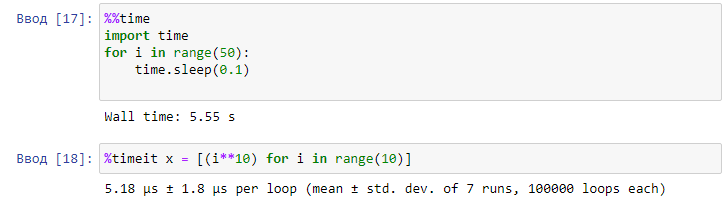 Ввод [17]: %%time
import time
for i in range(50):
    time.sleep(0.1)
Wall time: 5.55 s
Ввод [18]: %timeit x = [(i**10) for i in range(10)]
5.18 µs ± 1.8 µs per loop (mean ± std. dev. of 7 runs, 100000 loops each)